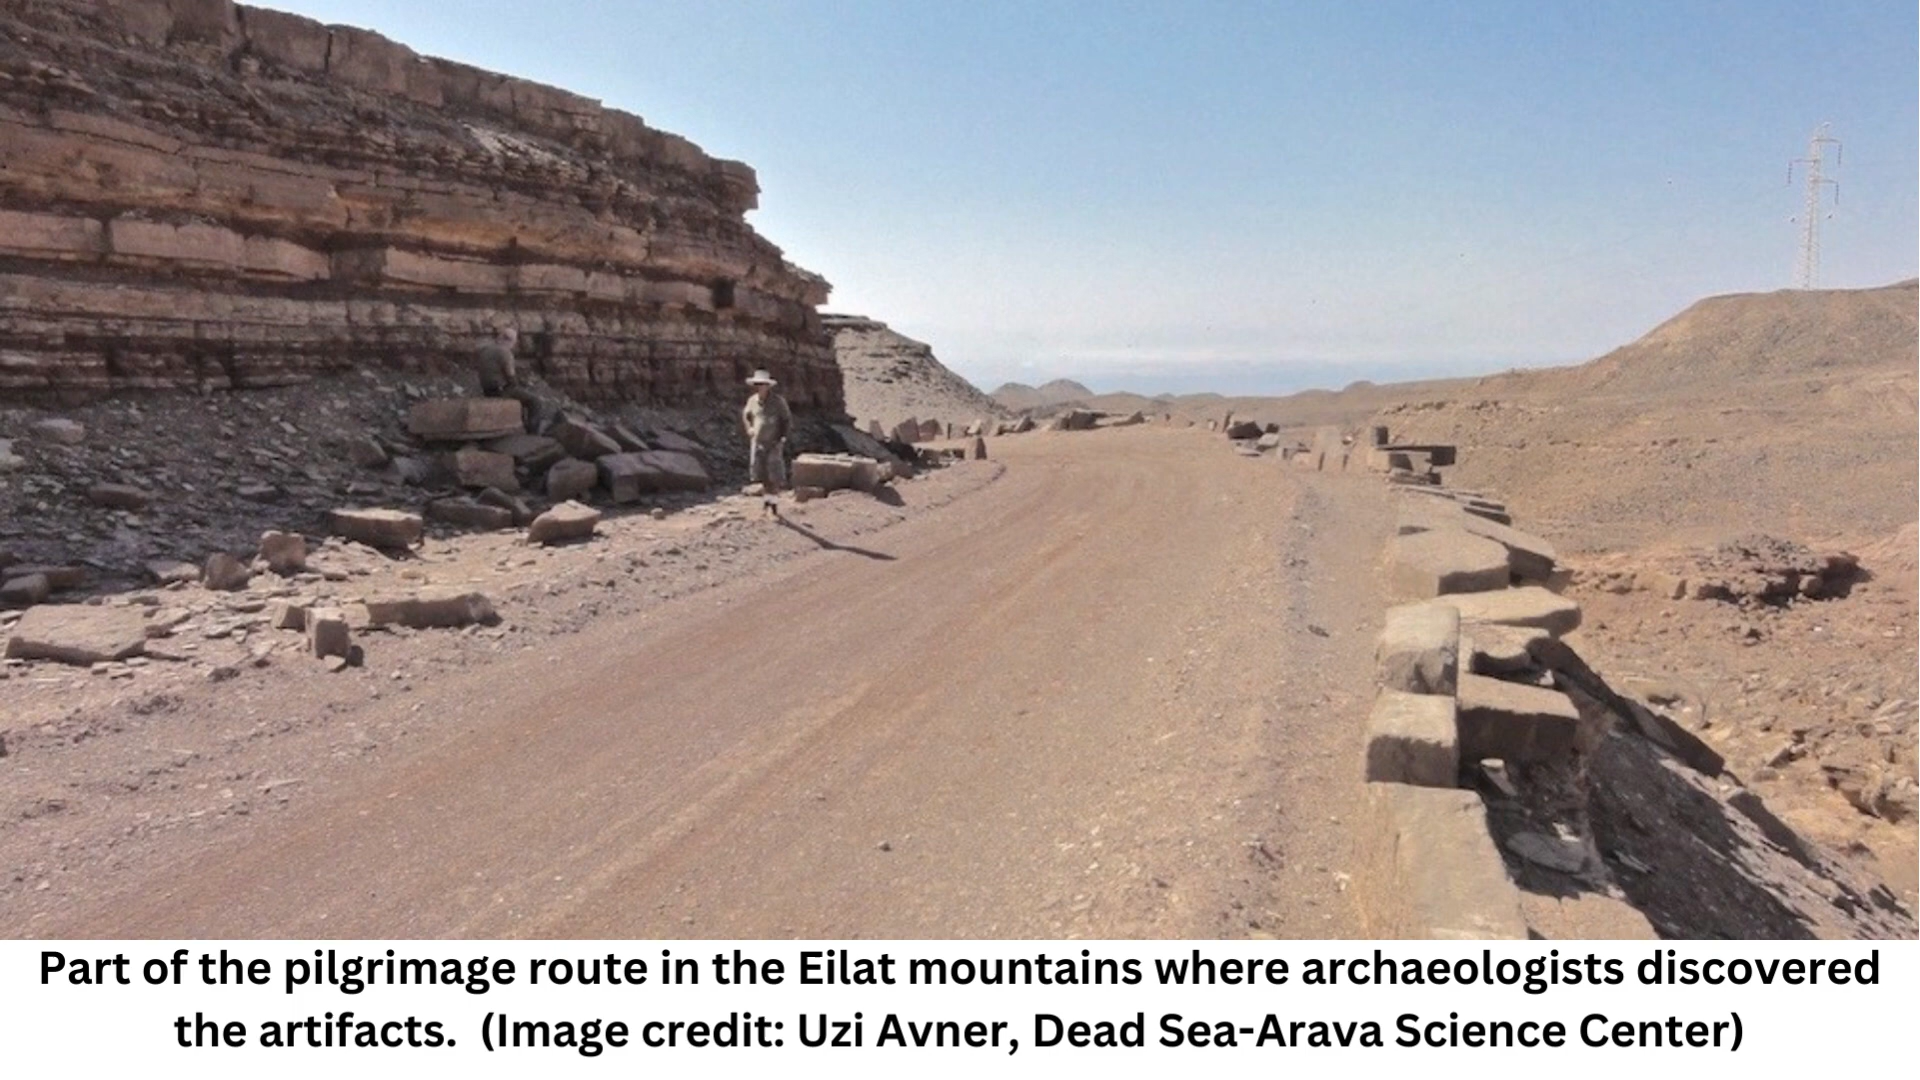 Part of the pilgrimage route in the Eilat mountains where archaeologists discovered
the artifacts.  (Image credit: Uzi Avner, Dead Sea-Arava Science Center)